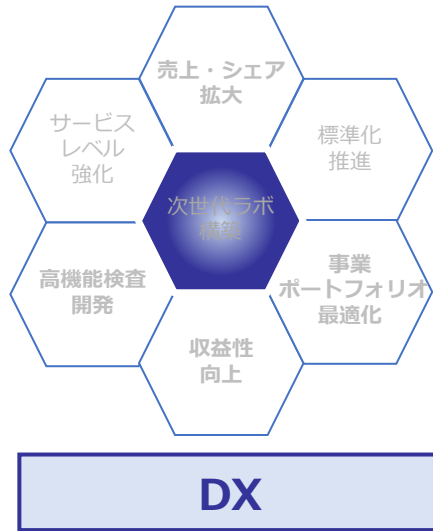 売上・シェア
拡大
サービス
レベル
強化
標準化
推進
次世代ラボ
構築
高機能検査
開発
事業
ポートフォリオ
最適化
収益性
向上
DX